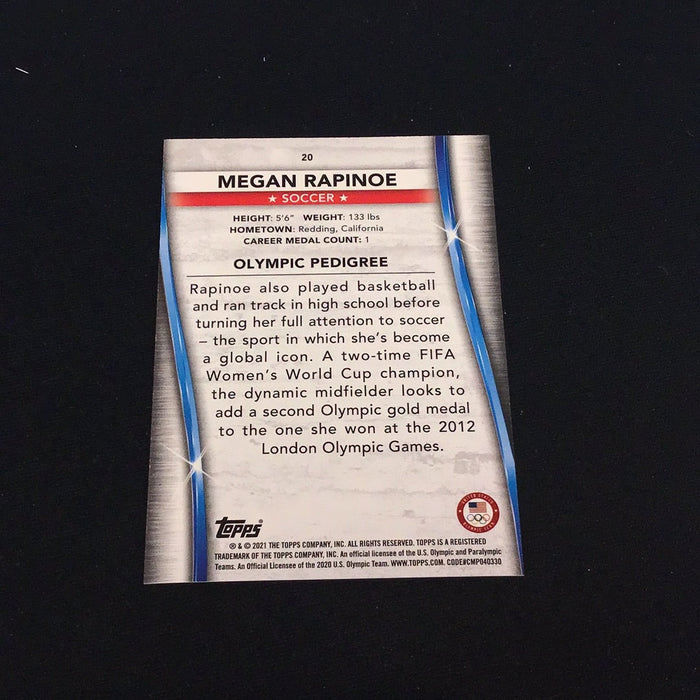 20
MEGAN RAPINOE
★ SOCCER ★
HEIGHT: 5'6" WEIGHT: 133 lbs
HOMETOWN: Redding, California
CAREER MEDAL COUNT: 1
OLYMPIC PEDIGREE
Rapinoe also played basketball
and ran track in high school before
turning her full attention to soccer
– the sport in which she's become
a global icon. A two-time FIFA
Women's World Cup champion,
the dynamic midfielder looks to
add a second Olympic gold medal
to the one she won at the 2012
London Olympic Games.
topps
UNITED STATES
OLYMPIC TEAM
® & © 2021 THE TOPPS COMPANY, INC. ALL RIGHTS RESERVED. TOPPS IS A REGISTERED
TRADEMARK OF THE TOPPS COMPANY, INC. An official licensee of the U.S. Olympic and Paralympic
Teams. An Official Licensee of the 2020 U.S. Olympic Team. WWW.TOPPS.COM. CODE#CMP040330